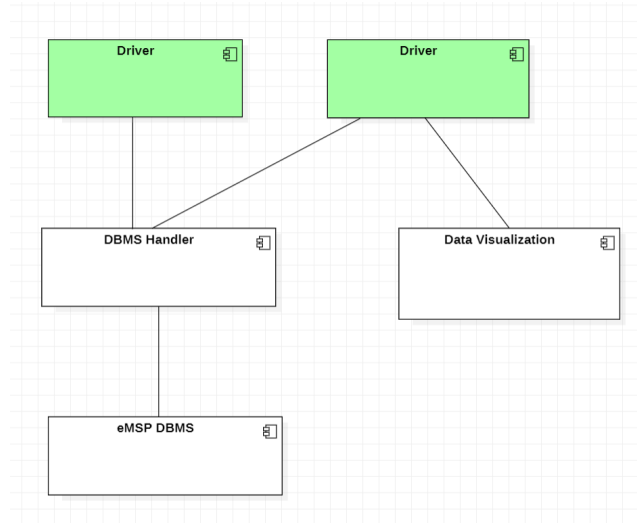 Driver
Driver
DBMS Handler
Data Visualization
eMSP DBMS